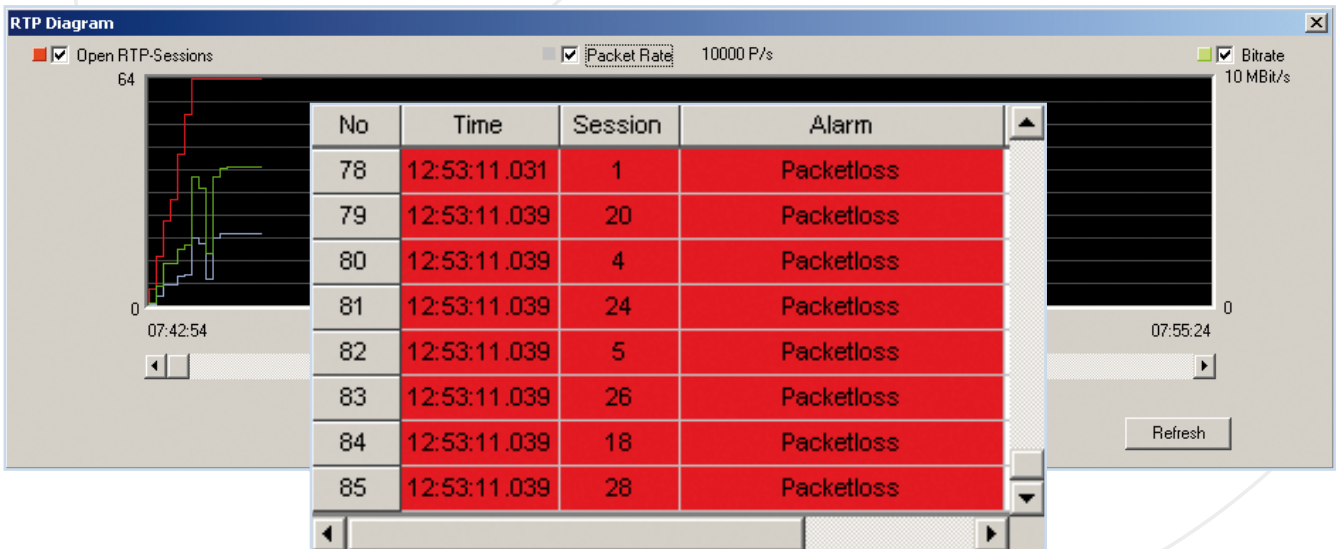 RTP Diagram
Open RTP-Sessions Packet Rate 10000 P/s Bitrate
64 10 MBit/s
No Time Session Alarm
78 12:53:11.031 1 Packetloss
79 12:53:11.039 20 Packetloss
80 12:53:11.039 4 Packetloss
81 12:53:11.039 24 Packetloss
0 0
07:42:54 07:55:24
82 12:53:11.039 5 Packetloss
83 12:53:11.039 26 Packetloss
84 12:53:11.039 18 Packetloss
Refresh
85 12:53:11.039 28 Packetloss